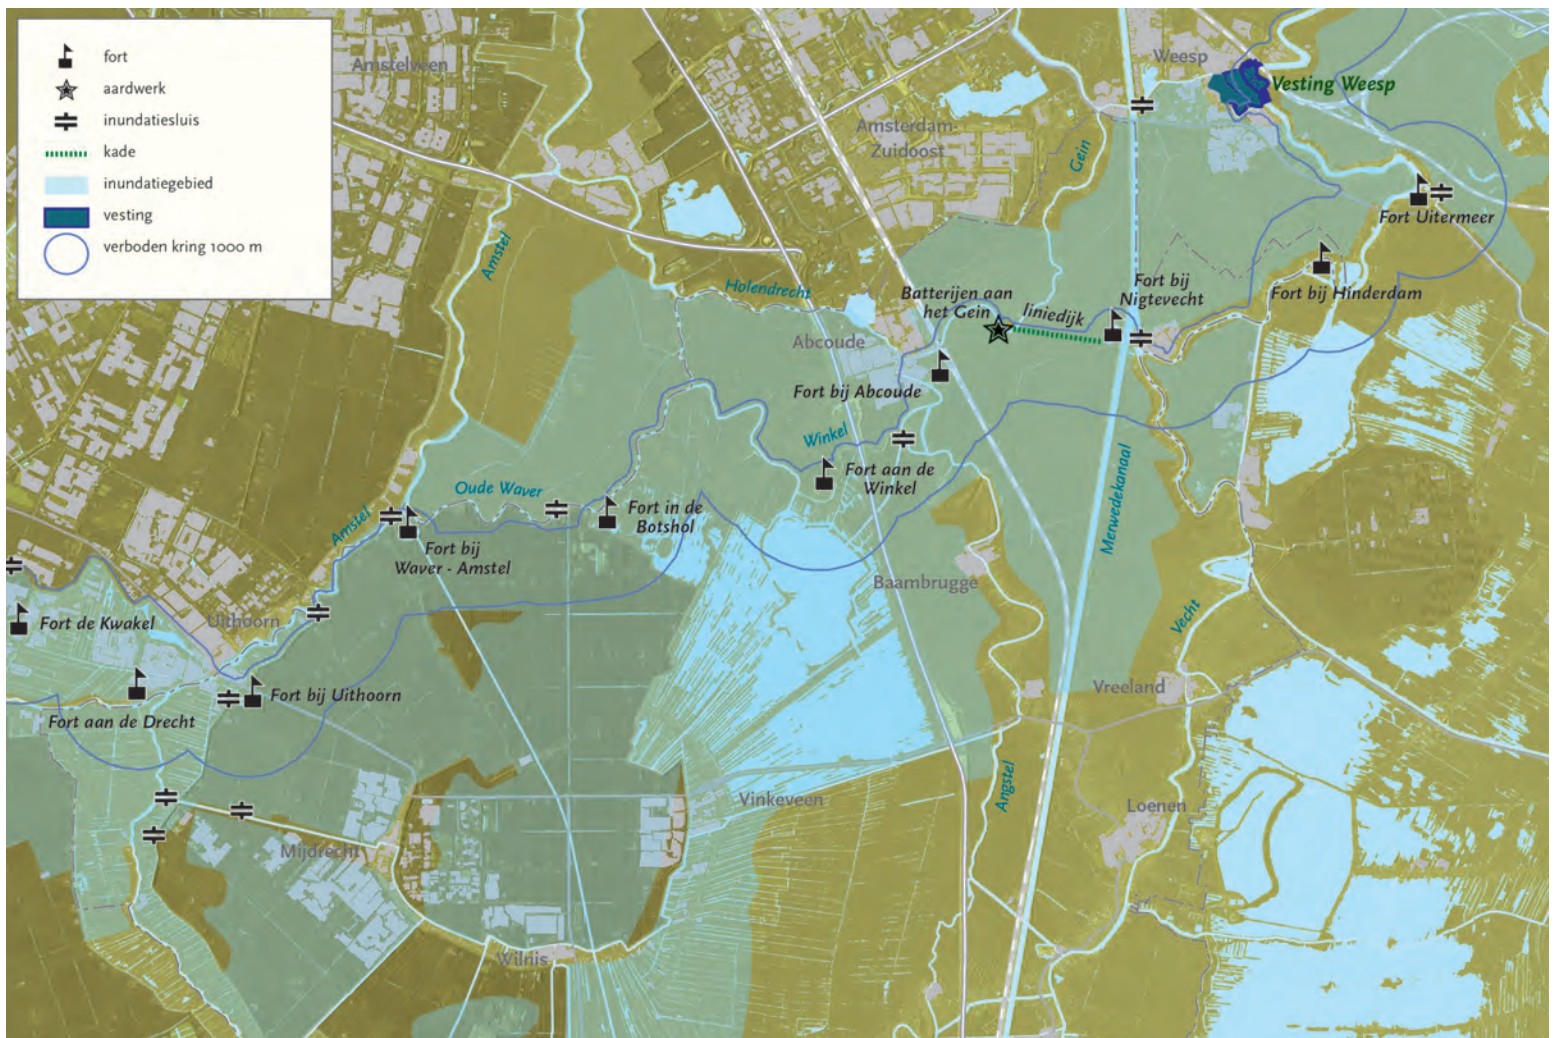 fort
aardwerk
inundatiesluis
kade
inundatiegebied
vesting
verboden kring 1000 m
Amstelveen
Weesp
Vesting Weesp
Amsterdam-
Zuidoost
Gein
Fort Uitermeer
Amstel
Holendrecht
Batterijen aan
het Gein
liniedijk
Fort bij
Nigtevecht
Fort bij Hinderdam
Abcoude
Fort bij Abcoude
Winkel
Fort aan de
Winkel
Oude Waver
Fort in de
Botshol
Amstel
Fort bij
Waver - Amstel
Merwedekanaal
Baambrugge
Vecht
Fort de Kwakel
Uithoorn
Fort bij Uithoorn
Fort aan de Drecht
Vreeland
Angstel
Vinkeveen
Loenen
Mijdrecht
Wilnis